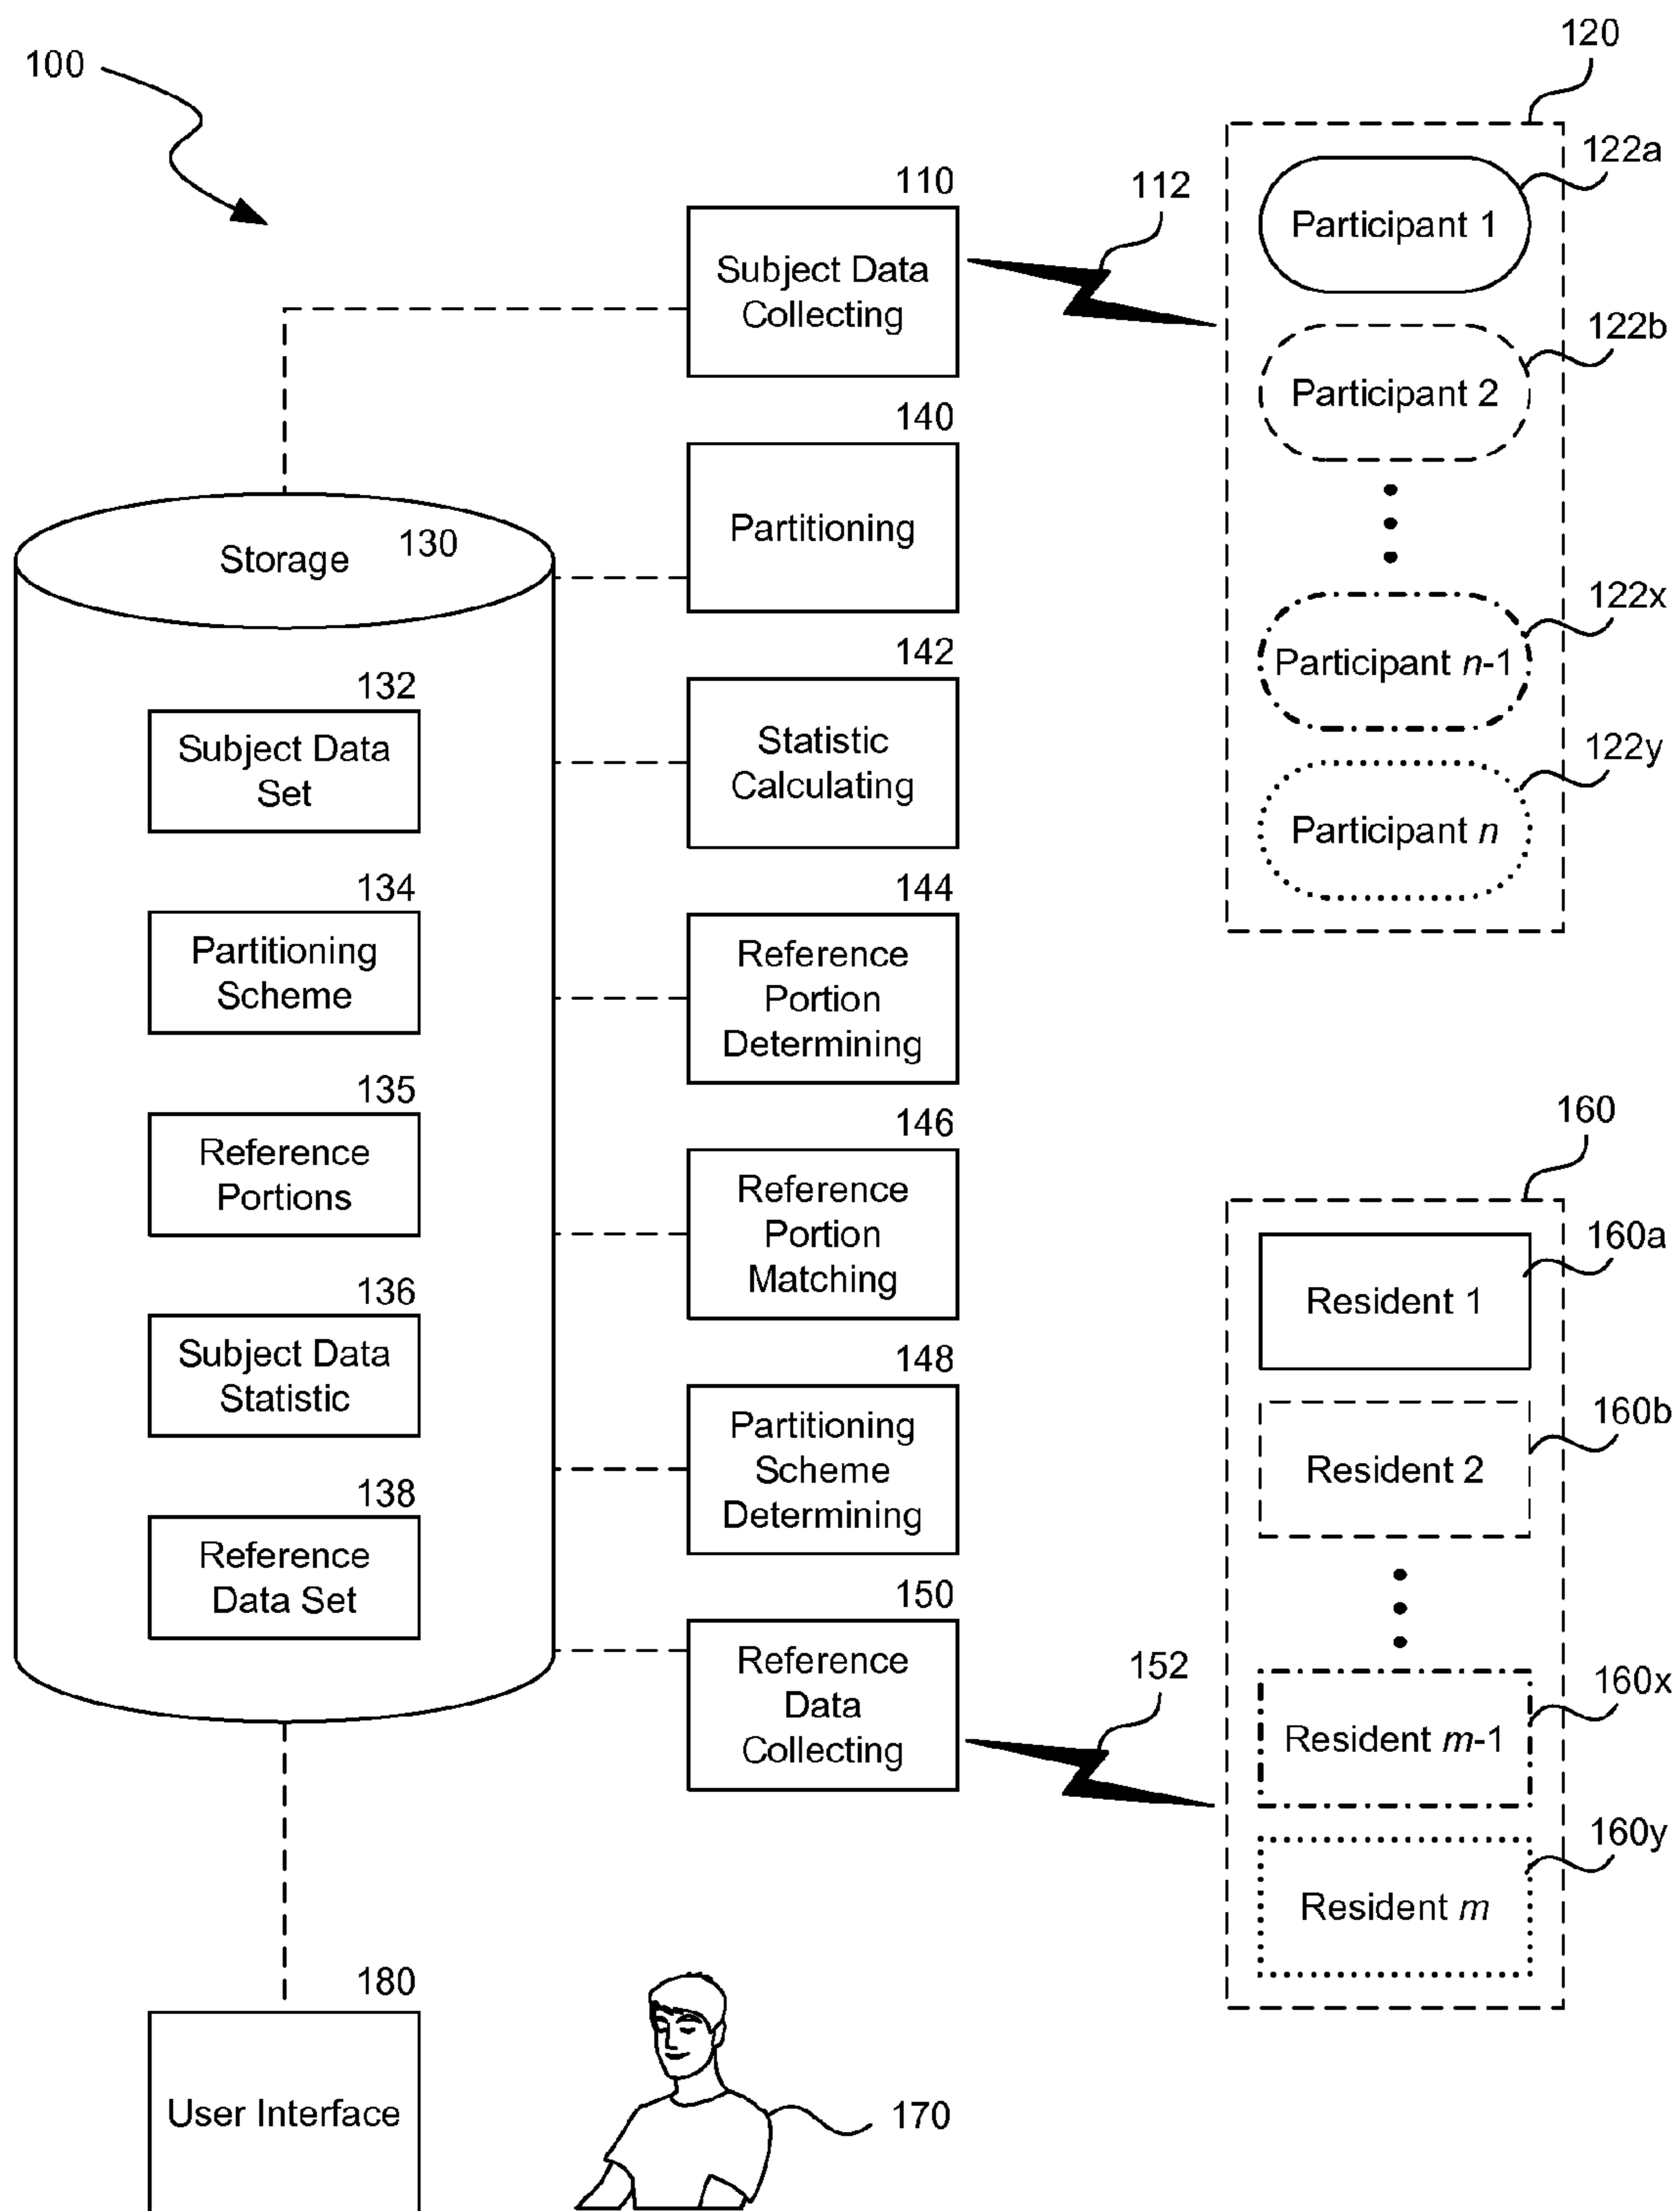 100
120
122a
Participant 1
122b
Participant 2
122x
Participant n-1
122y
Participant n
110
Subject Data
Collecting
112
140
Partitioning
142
Statistic
Calculating
144
Reference
Portion
Determining
146
Reference
Portion
Matching
148
Partitioning
Scheme
Determining
150
Reference
Data
Collecting
152
Storage 130
132
Subject Data
Set
134
Partitioning
Scheme
135
Reference
Portions
136
Subject Data
Statistic
138
Reference
Data Set
160
160a
Resident 1
160b
Resident 2
160x
Resident m-1
160y
Resident m
180
User Interface
170